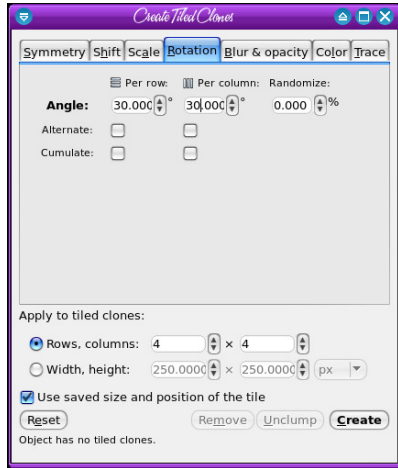 Create Tiled Clones
Symmetry Shift Scale Rotation Blur & opacity Color Trace
Per row: Per column: Randomize:
Angle: 30.000 ° 30.000 ° 0.000 %
Alternate:
Cumulate:
Apply to tiled clones:
Rows, columns: 4 × 4
Width, height: 250.0000 × 250.0000 px
Use saved size and position of the tile
Reset Remove Unclump Create
Object has no tiled clones.